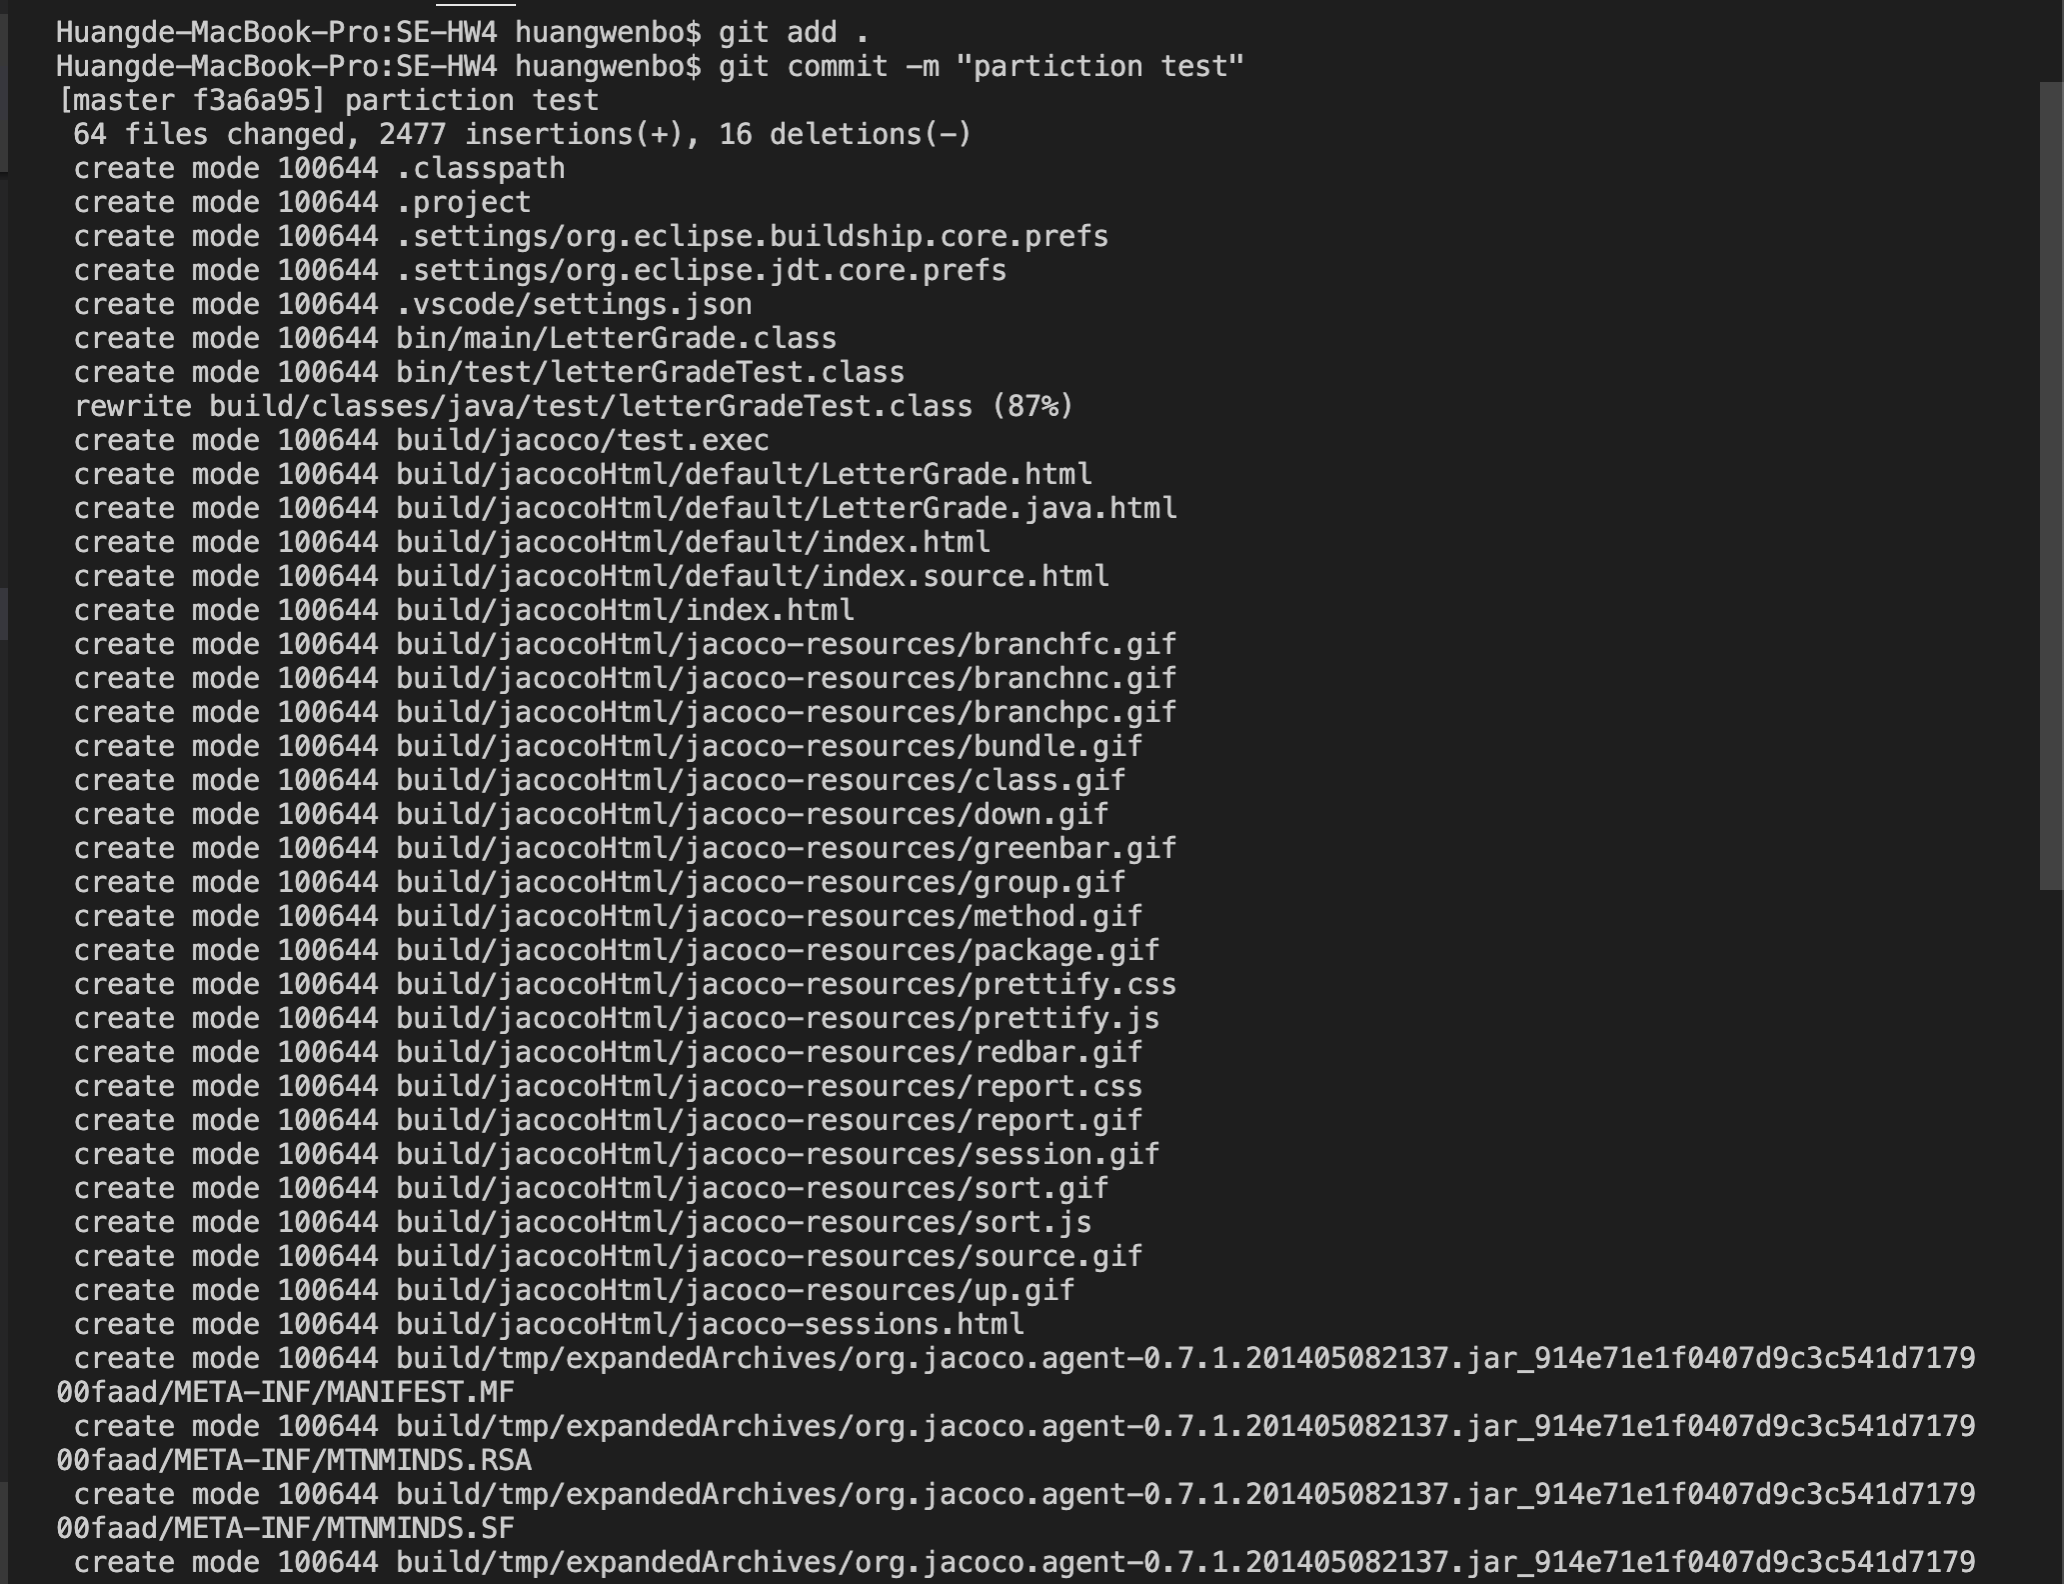 Huangde-MacBook-Pro:SE-HW4 huangwenbo$ git add .
Huangde-MacBook-Pro:SE-HW4 huangwenbo$ git commit -m "partiction test"
[master f3a6a95] partiction test
 64 files changed, 2477 insertions(+), 16 deletions(-)
 create mode 100644 .classpath
 create mode 100644 .project
 create mode 100644 .settings/org.eclipse.buildship.core.prefs
 create mode 100644 .settings/org.eclipse.jdt.core.prefs
 create mode 100644 .vscode/settings.json
 create mode 100644 bin/main/LetterGrade.class
 create mode 100644 bin/test/letterGradeTest.class
 rewrite build/classes/java/test/letterGradeTest.class (87%)
 create mode 100644 build/jacoco/test.exec
 create mode 100644 build/jacocoHtml/default/LetterGrade.html
 create mode 100644 build/jacocoHtml/default/LetterGrade.java.html
 create mode 100644 build/jacocoHtml/default/index.html
 create mode 100644 build/jacocoHtml/default/index.source.html
 create mode 100644 build/jacocoHtml/index.html
 create mode 100644 build/jacocoHtml/jacoco-resources/branchfc.gif
 create mode 100644 build/jacocoHtml/jacoco-resources/branchnc.gif
 create mode 100644 build/jacocoHtml/jacoco-resources/branchpc.gif
 create mode 100644 build/jacocoHtml/jacoco-resources/bundle.gif
 create mode 100644 build/jacocoHtml/jacoco-resources/class.gif
 create mode 100644 build/jacocoHtml/jacoco-resources/down.gif
 create mode 100644 build/jacocoHtml/jacoco-resources/greenbar.gif
 create mode 100644 build/jacocoHtml/jacoco-resources/group.gif
 create mode 100644 build/jacocoHtml/jacoco-resources/method.gif
 create mode 100644 build/jacocoHtml/jacoco-resources/package.gif
 create mode 100644 build/jacocoHtml/jacoco-resources/prettify.css
 create mode 100644 build/jacocoHtml/jacoco-resources/prettify.js
 create mode 100644 build/jacocoHtml/jacoco-resources/redbar.gif
 create mode 100644 build/jacocoHtml/jacoco-resources/report.css
 create mode 100644 build/jacocoHtml/jacoco-resources/report.gif
 create mode 100644 build/jacocoHtml/jacoco-resources/session.gif
 create mode 100644 build/jacocoHtml/jacoco-resources/sort.gif
 create mode 100644 build/jacocoHtml/jacoco-resources/sort.js
 create mode 100644 build/jacocoHtml/jacoco-resources/source.gif
 create mode 100644 build/jacocoHtml/jacoco-resources/up.gif
 create mode 100644 build/jacocoHtml/jacoco-sessions.html
 create mode 100644 build/tmp/expandedArchives/org.jacoco.agent-0.7.1.201405082137.jar_914e71e1f0407d9c3c541d7179
00faad/META-INF/MANIFEST.MF
 create mode 100644 build/tmp/expandedArchives/org.jacoco.agent-0.7.1.201405082137.jar_914e71e1f0407d9c3c541d7179
00faad/META-INF/MTNMINDS.RSA
 create mode 100644 build/tmp/expandedArchives/org.jacoco.agent-0.7.1.201405082137.jar_914e71e1f0407d9c3c541d7179
00faad/META-INF/MTNMINDS.SF
 create mode 100644 build/tmp/expandedArchives/org.jacoco.agent-0.7.1.201405082137.jar_914e71e1f0407d9c3c541d7179